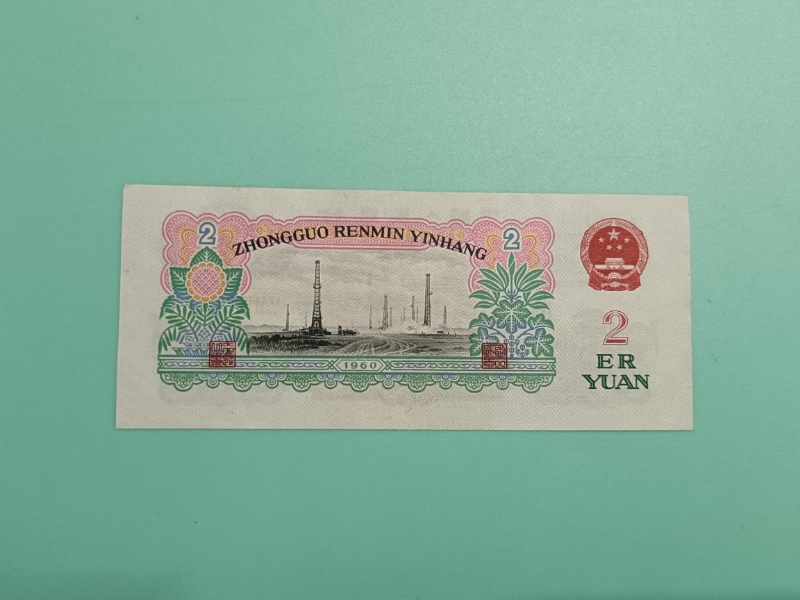 2
ZHONGGUO RENMIN YINHANG
2
1960
2
ER
YUAN